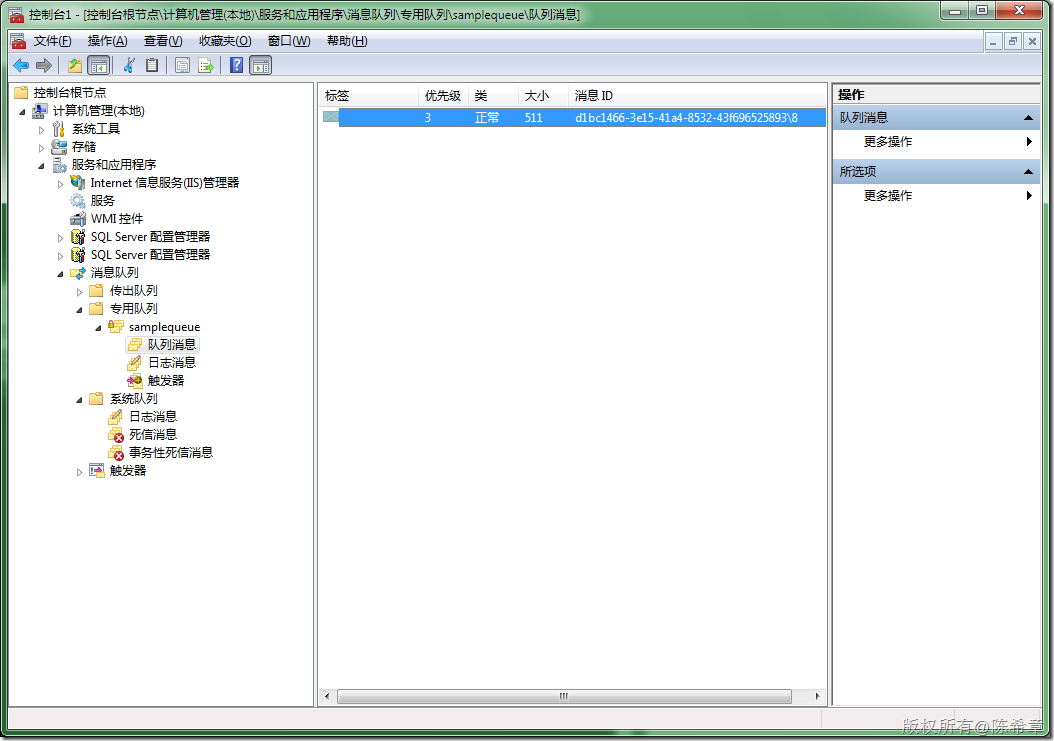 控制台1 - [控制台根节点\计算机管理(本地)\服务和应用程序\消息队列\专用队列\samplequeue\队列消息]
文件(F) 操作(A) 查看(V) 收藏夹(O) 窗口(W) 帮助(H)
控制台根节点
计算机管理(本地)
系统工具
存储
服务和应用程序
Internet 信息服务(IIS)管理器
服务
WMI 控件
SQL Server 配置管理器
SQL Server 配置管理器
消息队列
传出队列
专用队列
samplequeue
队列消息
日志消息
触发器
系统队列
日志消息
死信消息
事务性死信消息
触发器
标签 优先级 类 大小 消息 ID
3 正常 511 d1bc1466-3e15-41a4-8532-43f696525893\8
操作
队列消息
更多操作
所选项
更多操作
版权所有@陈希章